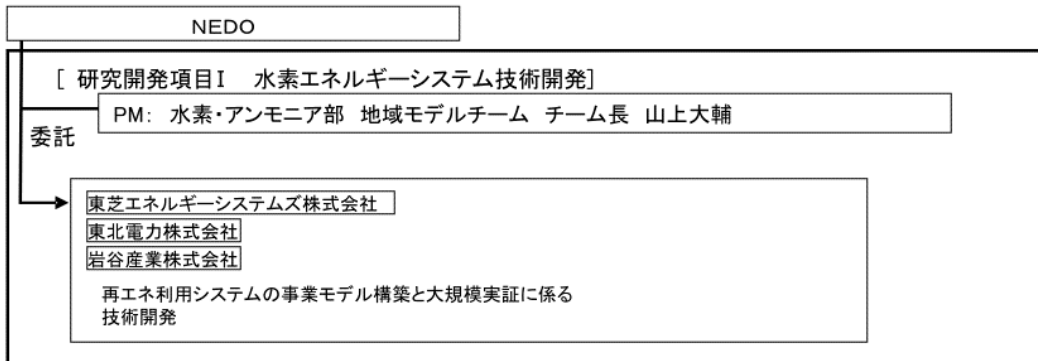 NEDO
[ 研究開発項目Ⅰ　水素エネルギーシステム技術開発]
PM:　水素・アンモニア部　地域モデルチーム　チーム長　山上大輔
委託
東芝エネルギーシステムズ株式会社
東北電力株式会社
岩谷産業株式会社
再エネ利用システムの事業モデル構築と大規模実証に係る
技術開発